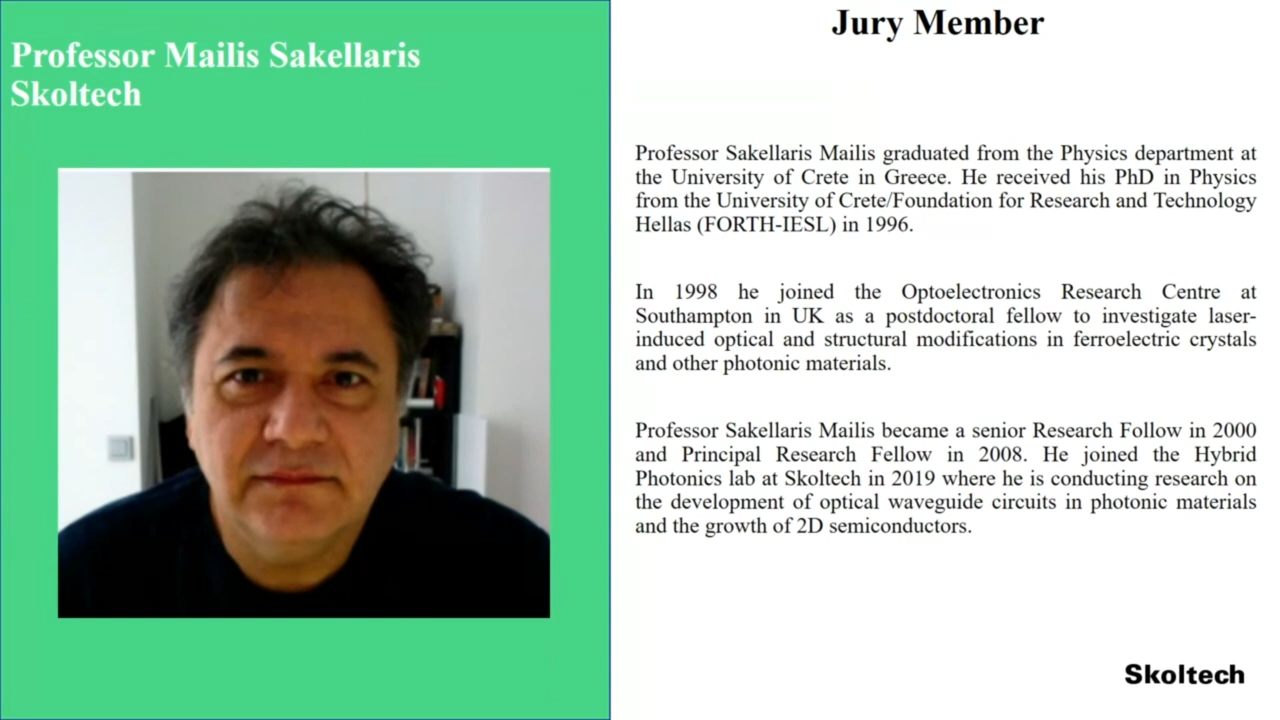 Professor Mailis Sakellaris
Skoltech
Jury Member
Professor Sakellaris Mailis graduated from the Physics department at
the University of Crete in Greece. He received his PhD in Physics
from the University of Crete/Foundation for Research and Technology
Hellas (FORTH-IESL) in 1996.
In 1998 he joined the Optoelectronics Research Centre at
Southampton in UK as a postdoctoral fellow to investigate laser-
induced optical and structural modifications in ferroelectric crystals
and other photonic materials.
Professor Sakellaris Mailis became a senior Research Follow in 2000
and Principal Research Fellow in 2008. He joined the Hybrid
Photonics lab at Skoltech in 2019 where he is conducting research on
the development of optical waveguide circuits in photonic materials
and the growth of 2D semiconductors.
Skoltech